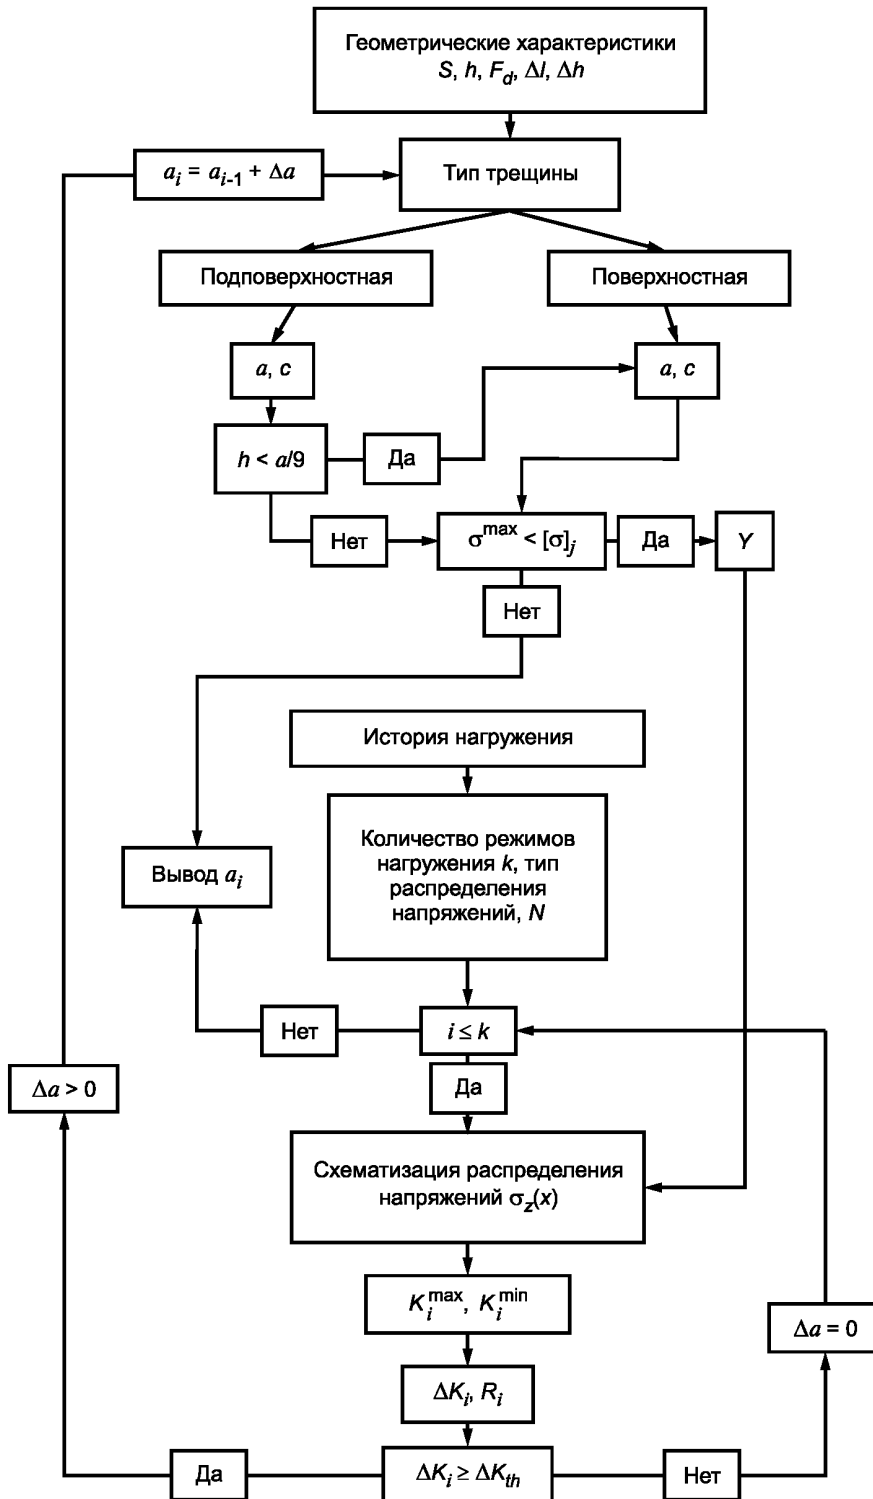 Геометрические характеристики
S, h, F_d, Δl, Δh
a_i = a_{i-1} + Δa
Тип трещины
Подповерхностная
Поверхностная
a, c
a, c
h < a/9
Да
Нет
σ^max < [σ]_j
Да
Y
Нет
История нагружения
Количество режимов
нагружения k, тип
распределения
напряжений, N
Вывод a_i
Нет
i ≤ k
Да
Δa > 0
Схематизация распределения
напряжений σ_z(x)
K_i^max, K_i^min
Δa = 0
ΔK_i, R_i
Да
ΔK_i ≥ ΔK_th
Нет